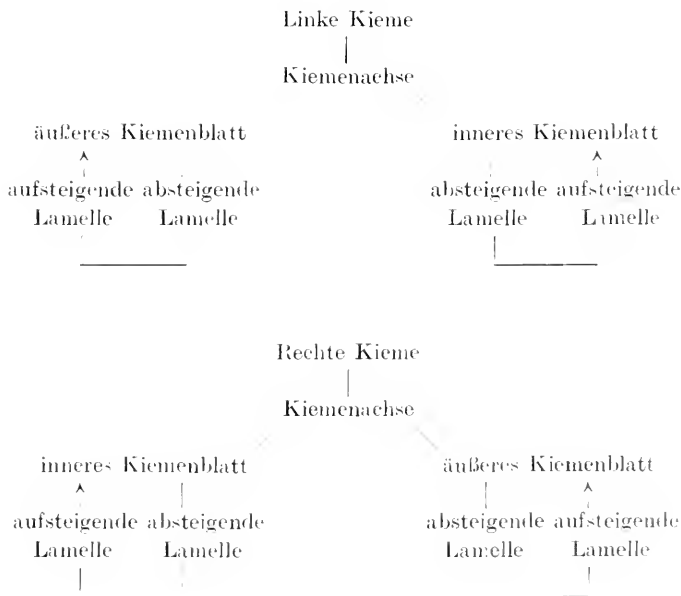 Linke Kieme
Kiemenachse
äußeres Kiemenblatt inneres Kiemenblatt
aufsteigende absteigende absteigende aufsteigende
Lamelle Lamelle Lamelle Lamelle
Rechte Kieme
Kiemenachse
inneres Kiemenblatt äußeres Kiemenblatt
aufsteigende absteigende absteigende aufsteigende
Lamelle Lamelle Lamelle Lamelle